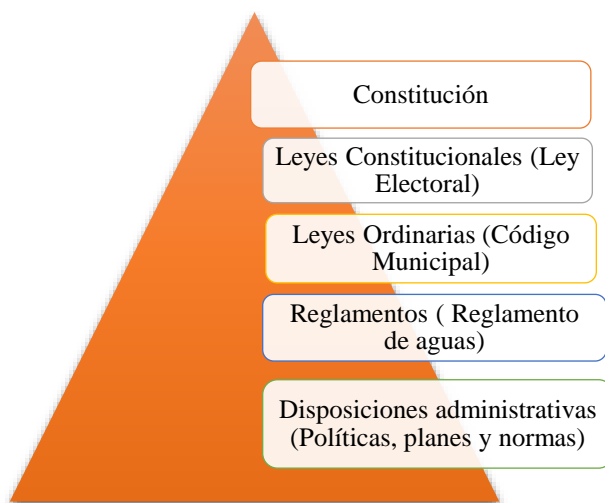 Constitución
Leyes Constitucionales (Ley
Electoral)
Leyes Ordinarias (Código
Municipal)
Reglamentos ( Reglamento
de aguas)
Disposiciones administrativas
(Políticas, planes y normas)